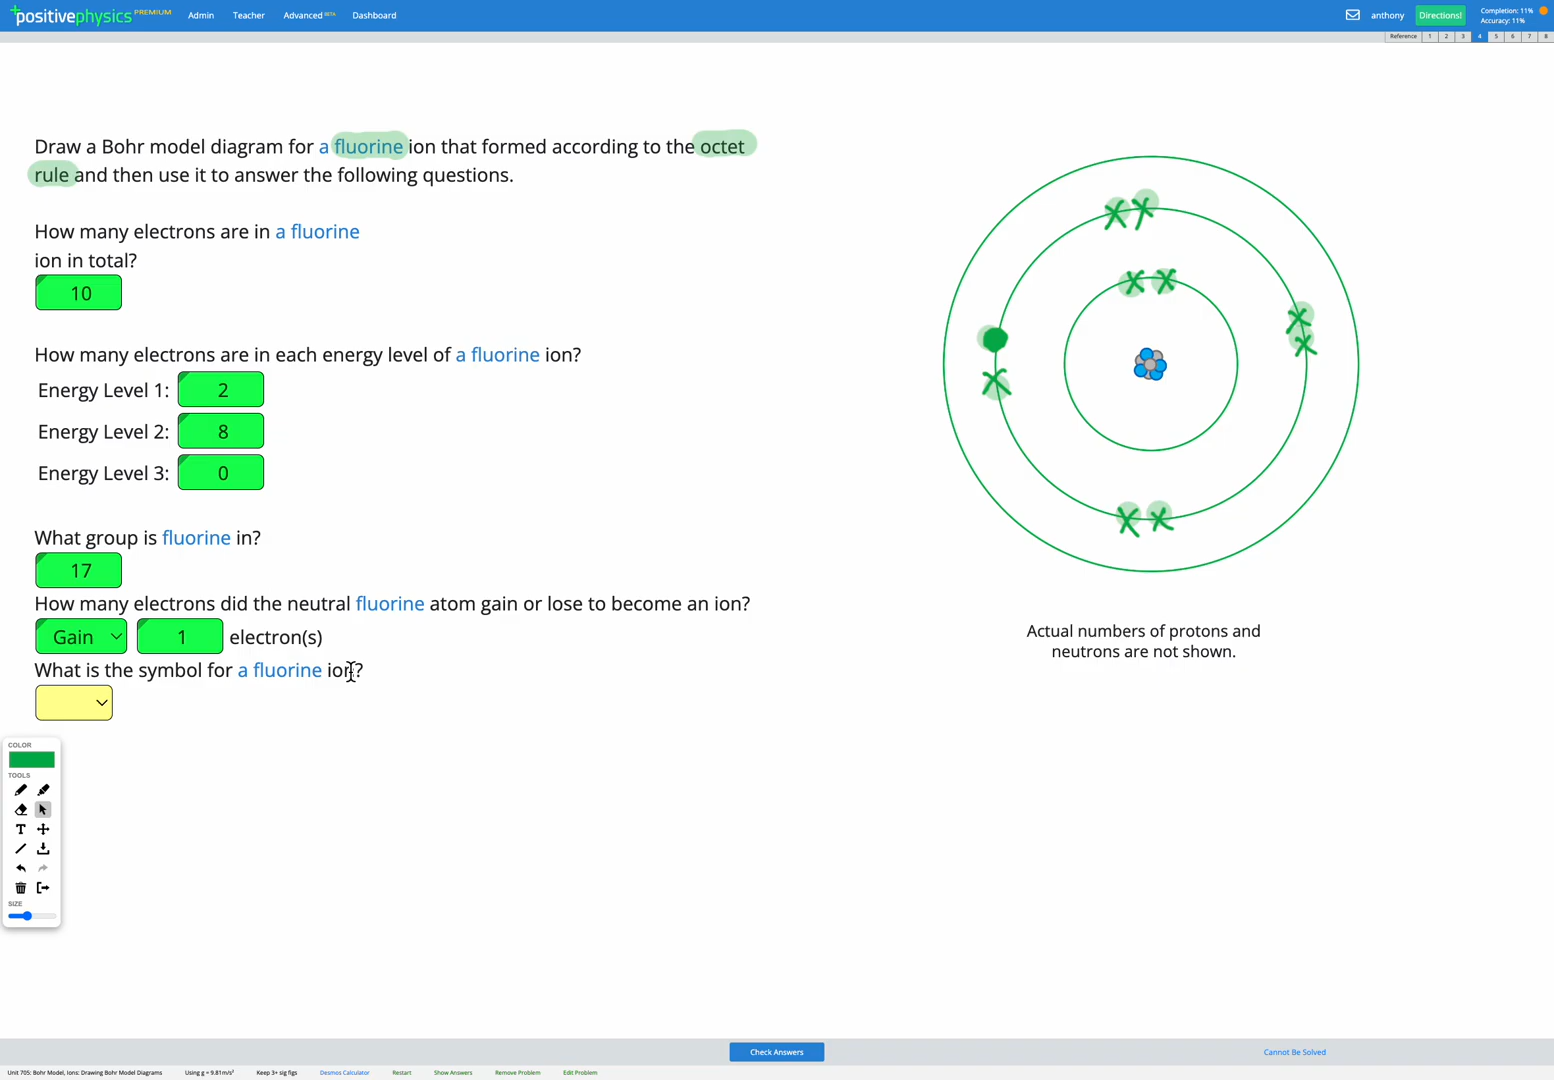 +positivephysics PREMIUM Admin Teacher Advanced BETA Dashboard anthony Directions! Completion: 11%
Accuracy: 11%
Reference 1 2 3 4 5 6 7 8
Draw a Bohr model diagram for a fluorine ion that formed according to the octet
rule and then use it to answer the following questions.
How many electrons are in a fluorine
ion in total?
10
How many electrons are in each energy level of a fluorine ion?
Energy Level 1: 2
Energy Level 2: 8
Energy Level 3: 0
What group is fluorine in?
17
How many electrons did the neutral fluorine atom gain or lose to become an ion?
Gain 1 electron(s)
What is the symbol for a fluorine ion?
Actual numbers of protons and
neutrons are not shown.
COLOR
TOOLS
T
SIZE
Check Answers Cannot Be Solved
Unit 705: Bohr Model, Ions: Drawing Bohr Model Diagrams Using g = 9.81m/s² Keep 3+ sig figs Desmos Calculator Restart Show Answers Remove Problem Edit Problem